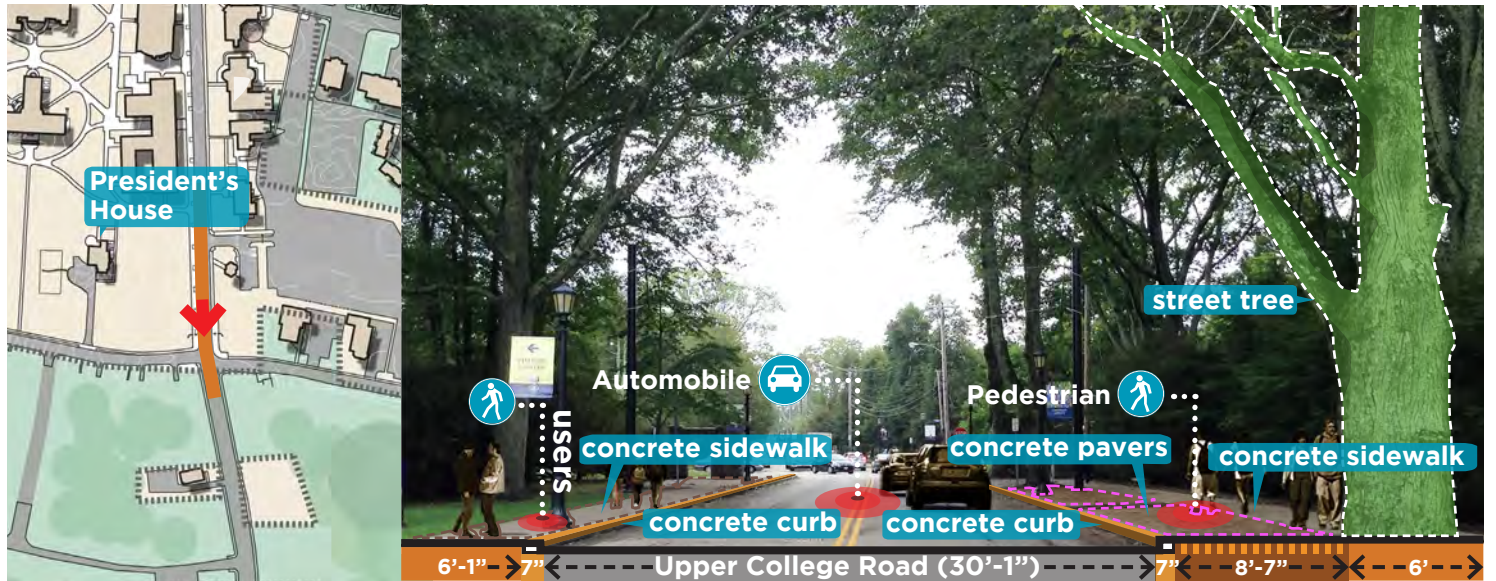 President's
House
street tree
Automobile
Pedestrian
users
concrete sidewalk
concrete pavers
concrete sidewalk
concrete curb
concrete curb
6'-1"
7"
Upper College Road (30'-1")
7"
8'-7"
6'